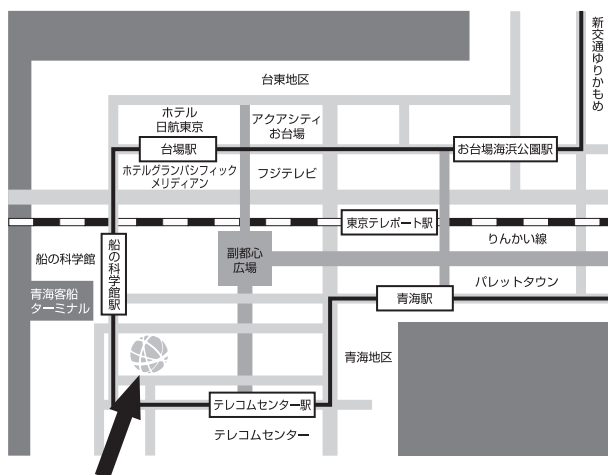 新交通ゆりかもめ
台東地区
ホテル
日航東京
アクアシティ
お台場
台場駅
お台場海浜公園駅
ホテルグランパシフィック
メリディアン
フジテレビ
東京テレポート駅
りんかい線
船の科学館
船の科学館駅
副都心
広場
パレットタウン
青海客船
ターミナル
青海駅
青海地区
テレコムセンター駅
テレコムセンター